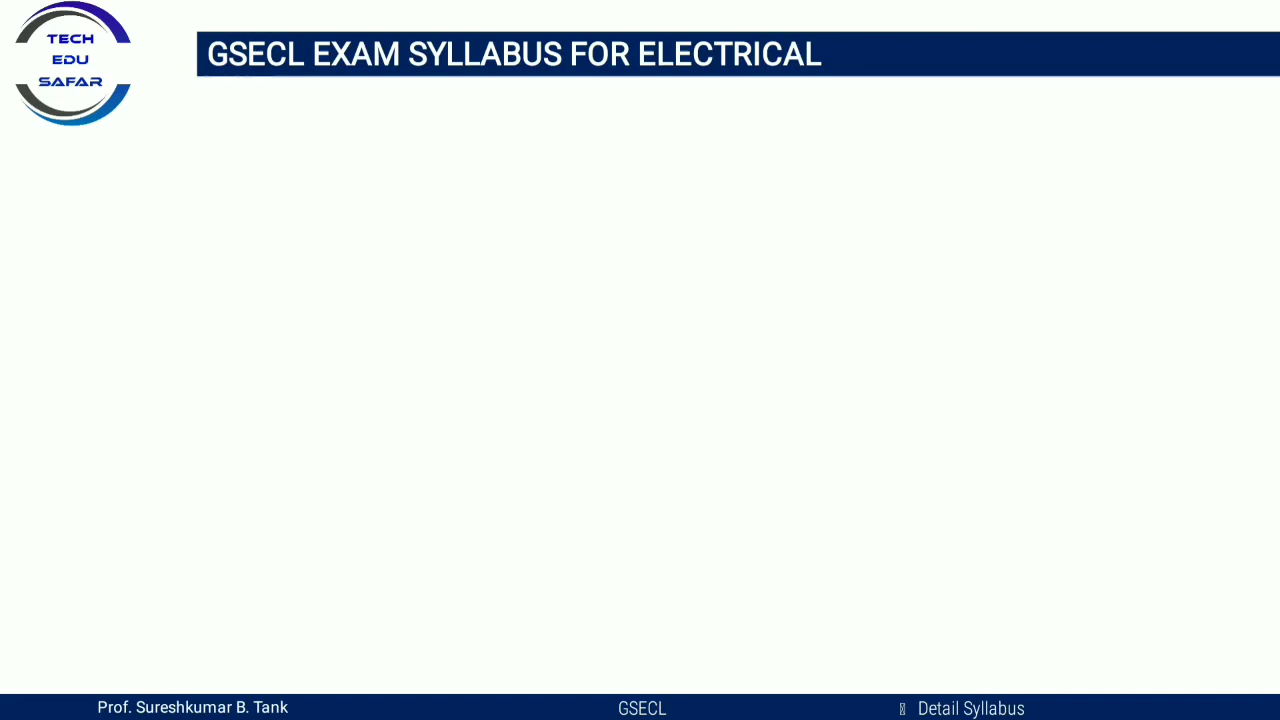 TECH
EDU
SAFAR
GSECL EXAM SYLLABUS FOR ELECTRICAL
Prof. Sureshkumar B. Tank
GSECL
Detail Syllabus